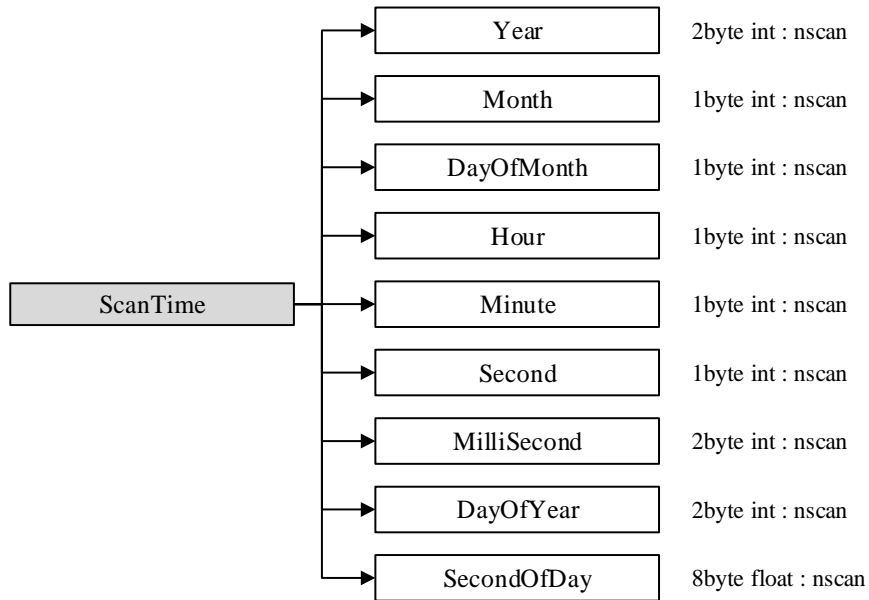 Year 2byte int : nscan
Month 1byte int : nscan
DayOfMonth 1byte int : nscan
Hour 1byte int : nscan
ScanTime Minute 1byte int : nscan
Second 1byte int : nscan
MilliSecond 2byte int : nscan
DayOfYear 2byte int : nscan
SecondOfDay 8byte float : nscan